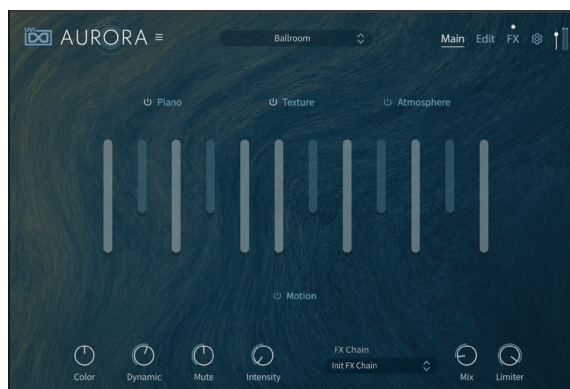 UVI AURORA
Ballroom
Main Edit FX
Piano Texture Atmosphere
Motion
FX Chain
Init FX Chain
Color Dynamic Mute Intensity Mix Limiter